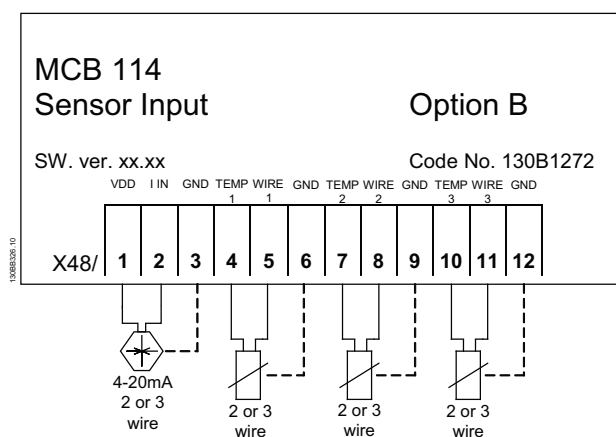 MCB 114
Sensor Input
Option B
SW. ver. xx.xx
Code No. 130B1272
VDD I IN GND TEMP 1 WIRE 1 GND TEMP 2 WIRE 2 GND TEMP 3 WIRE 3 GND
X48/ 1 2 3 4 5 6 7 8 9 10 11 12
130BB326.10
4-20mA
2 or 3
wire
2 or 3
wire
2 or 3
wire
2 or 3
wire